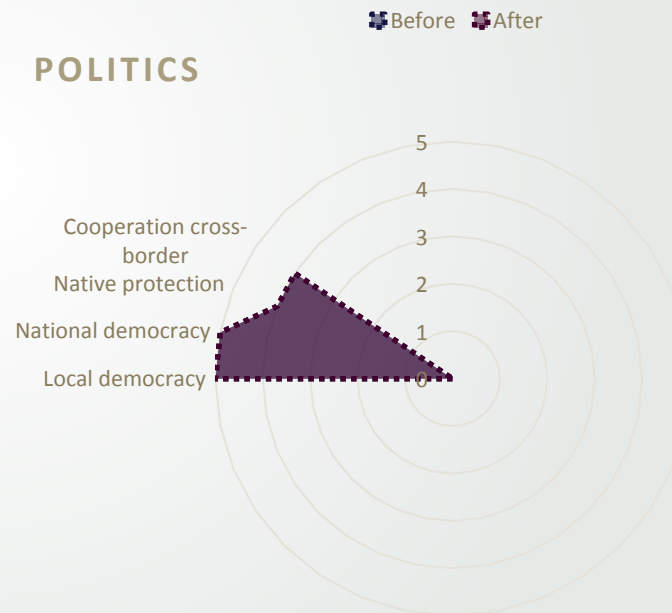 Before After
POLITICS
5
4
3
2
1
0
Cooperation cross-
border
Native protection
National democracy
Local democracy